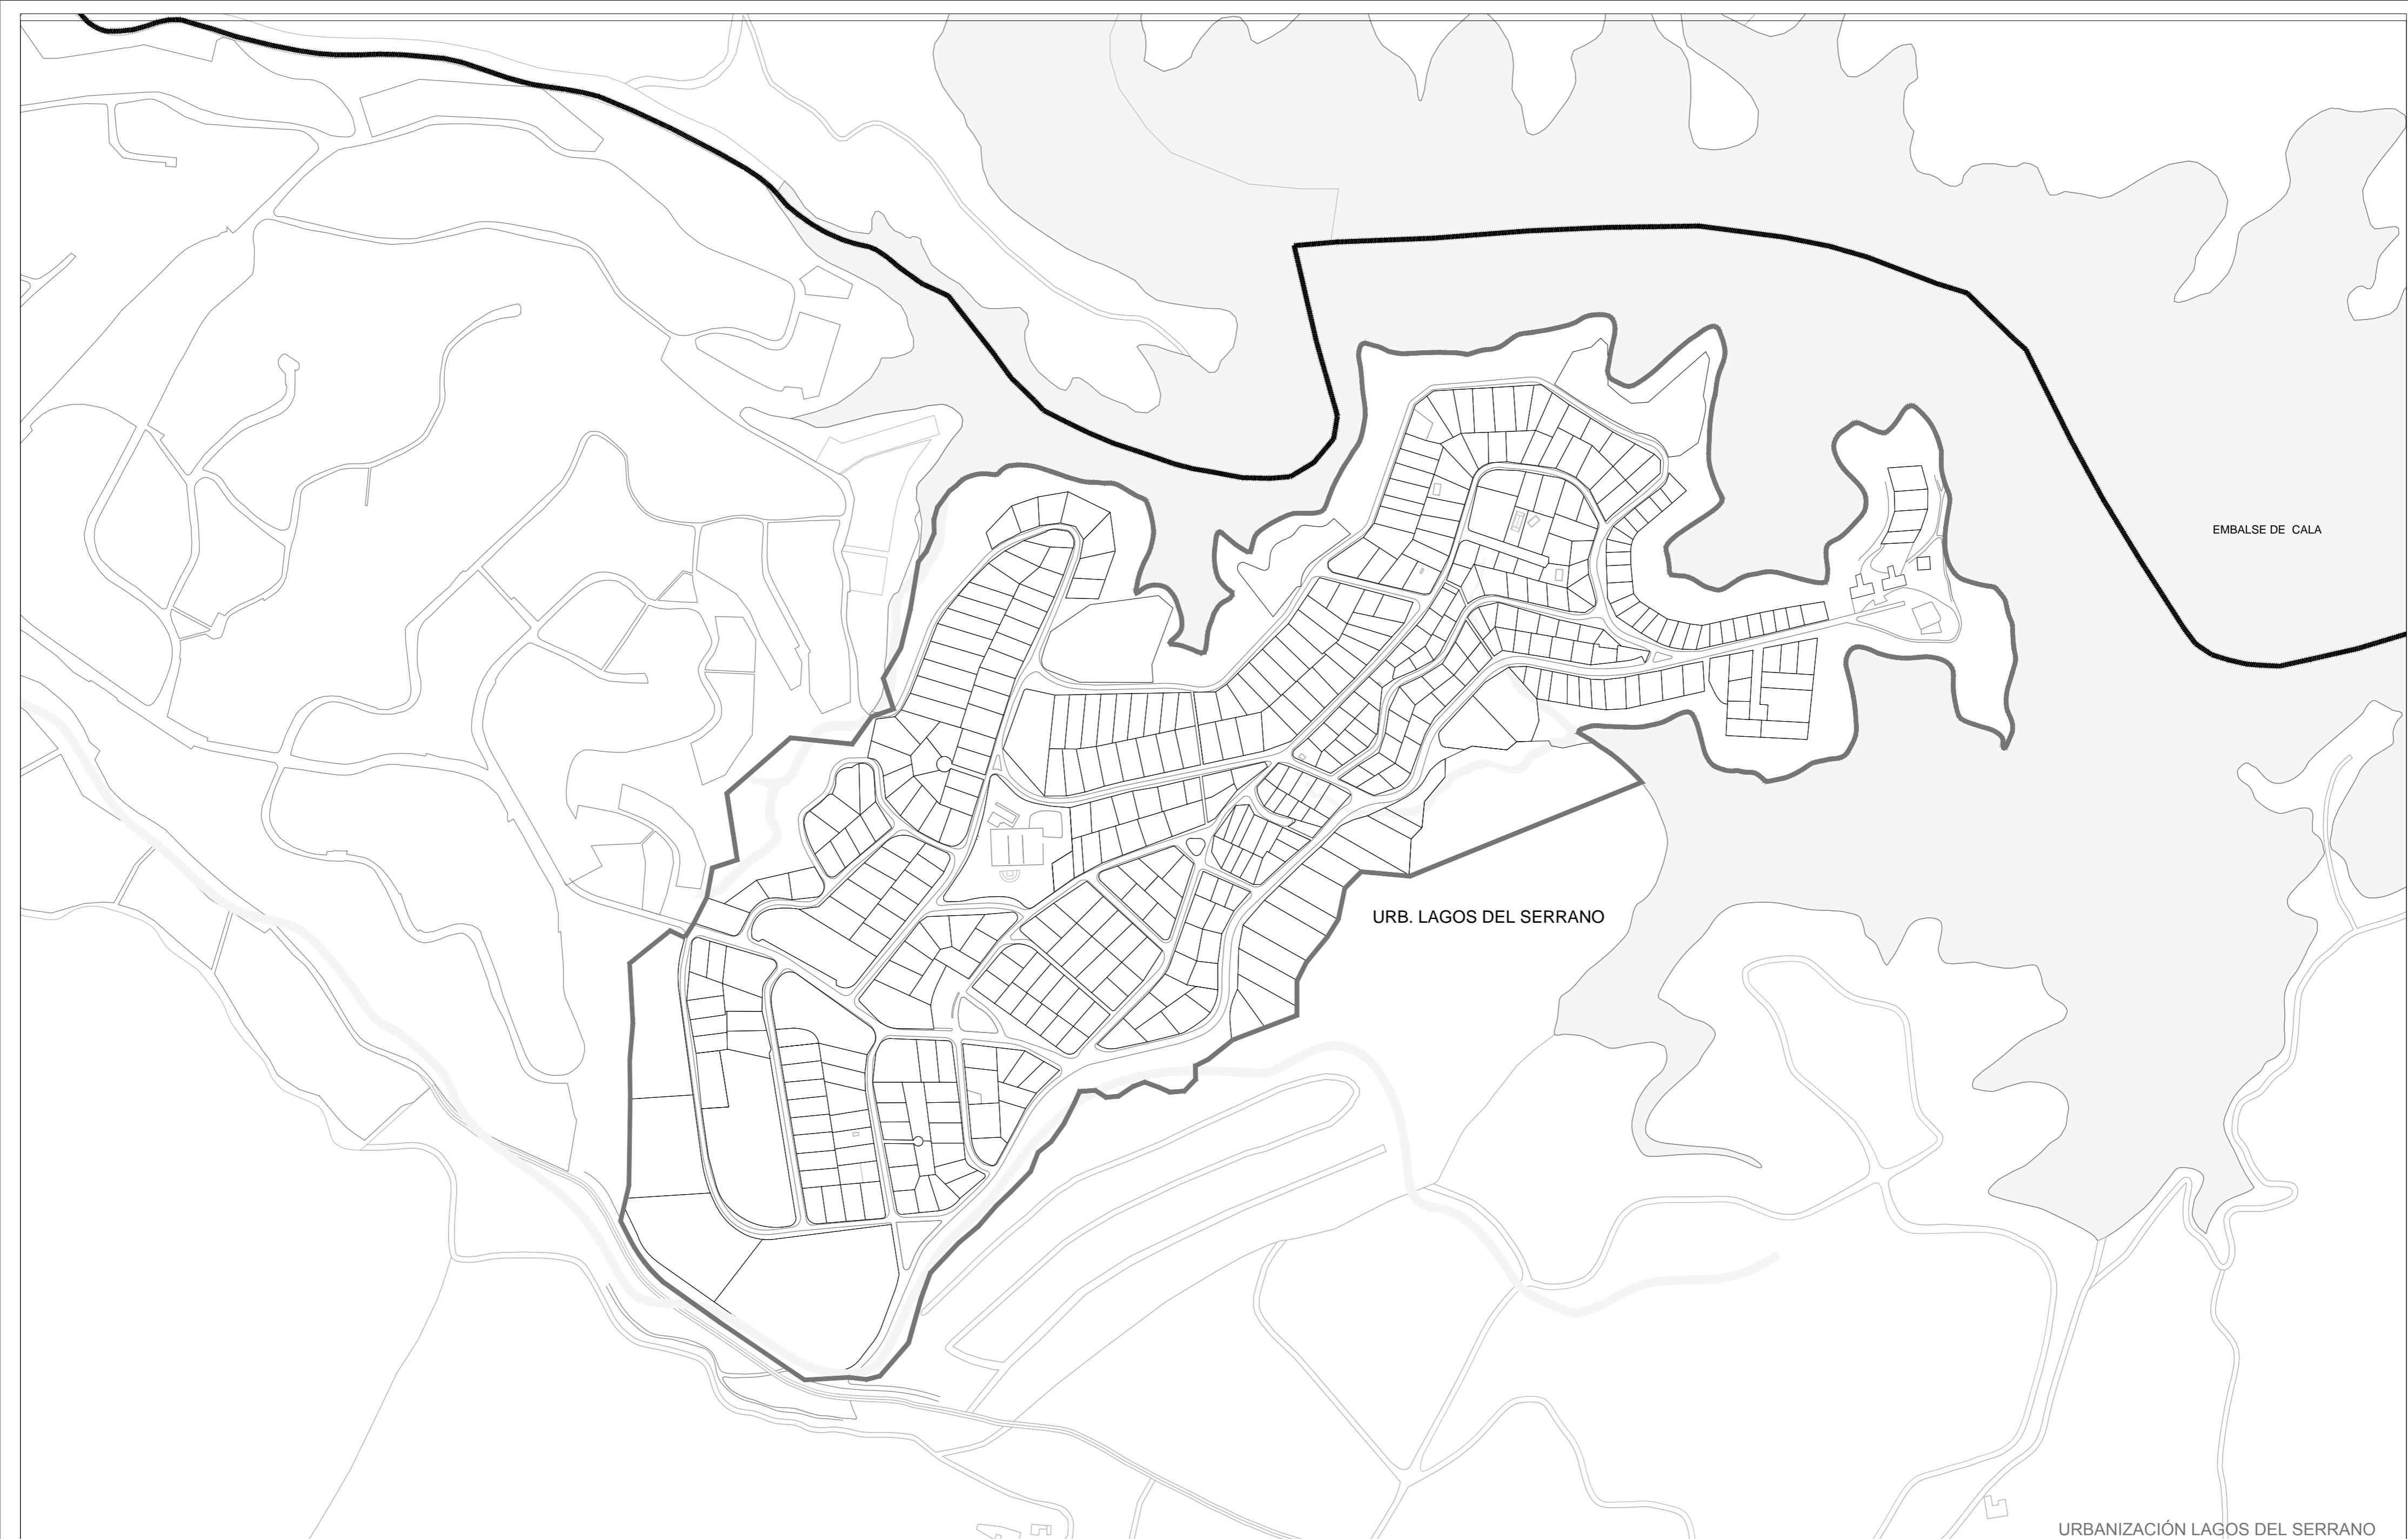 EMBALSE DE CALA
URB. LAGOS DEL SERRANO
URBANIZACIÓN LAGOS DEL SERRANO